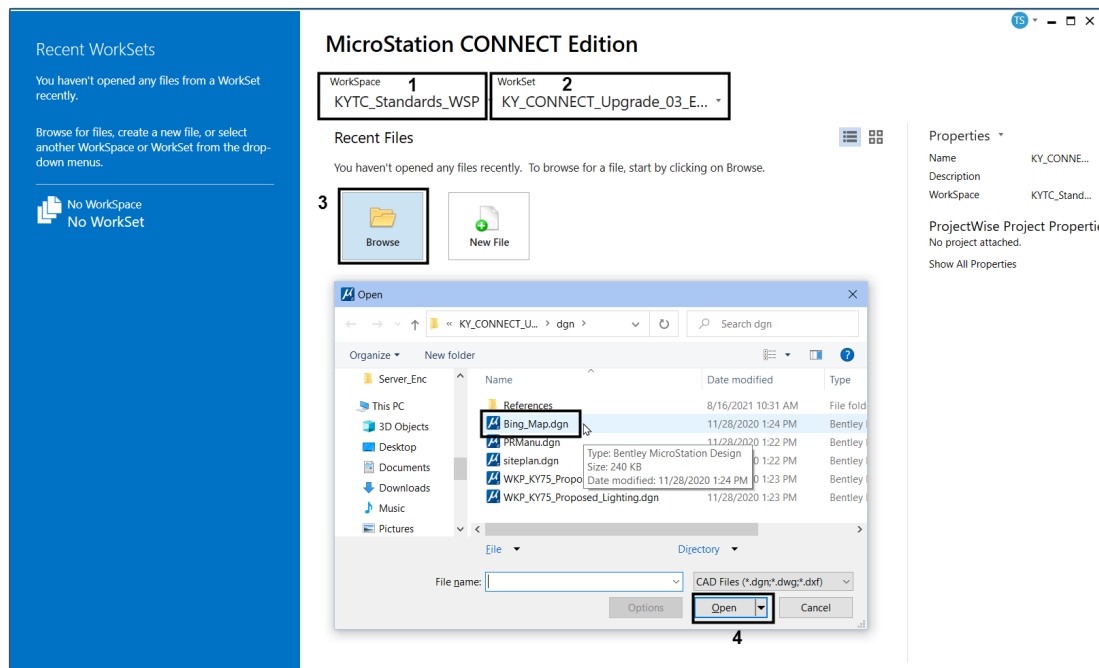 TS
Recent WorkSets
You haven't opened any files from a WorkSet
recently.
Browse for files, create a new file, or select
another WorkSpace or WorkSet from the drop-
down menus.
No WorkSpace
No WorkSet
MicroStation CONNECT Edition
WorkSpace 1
KYTC_Standards_WSP
WorkSet 2
KY_CONNECT_Upgrade_03_E...
Recent Files
You haven't opened any files recently. To browse for a file, start by clicking on Browse.
3
Browse
New File
Properties
Name KY_CONNE...
Description
WorkSpace KYTC_Stand...
ProjectWise Project Propertie
No project attached.
Show All Properties
Open
« KY_CONNECT_U... > dgn >
Search dgn
Organize New folder
Server_Enc
This PC
3D Objects
Desktop
Documents
Downloads
Music
Pictures
Name Date modified Type
References 8/16/2021 10:31 AM File fold
Bing_Map.dgn 11/28/2020 1:24 PM Bentley
PRManu.dgn 11/28/2020 1:22 PM Bentley
siteplan.dgn 0 1:22 PM Bentley
WKP_KY75_Propo 0 1:23 PM Bentley
WKP_KY75_Proposed_Lighting.dgn 11/28/2020 1:23 PM Bentley
Type: Bentley MicroStation Design
Size: 240 KB
Date modified: 11/28/2020 1:24 PM
File Directory
File name: CAD Files (*.dgn;*.dwg;*.dxf)
Options Open Cancel
4